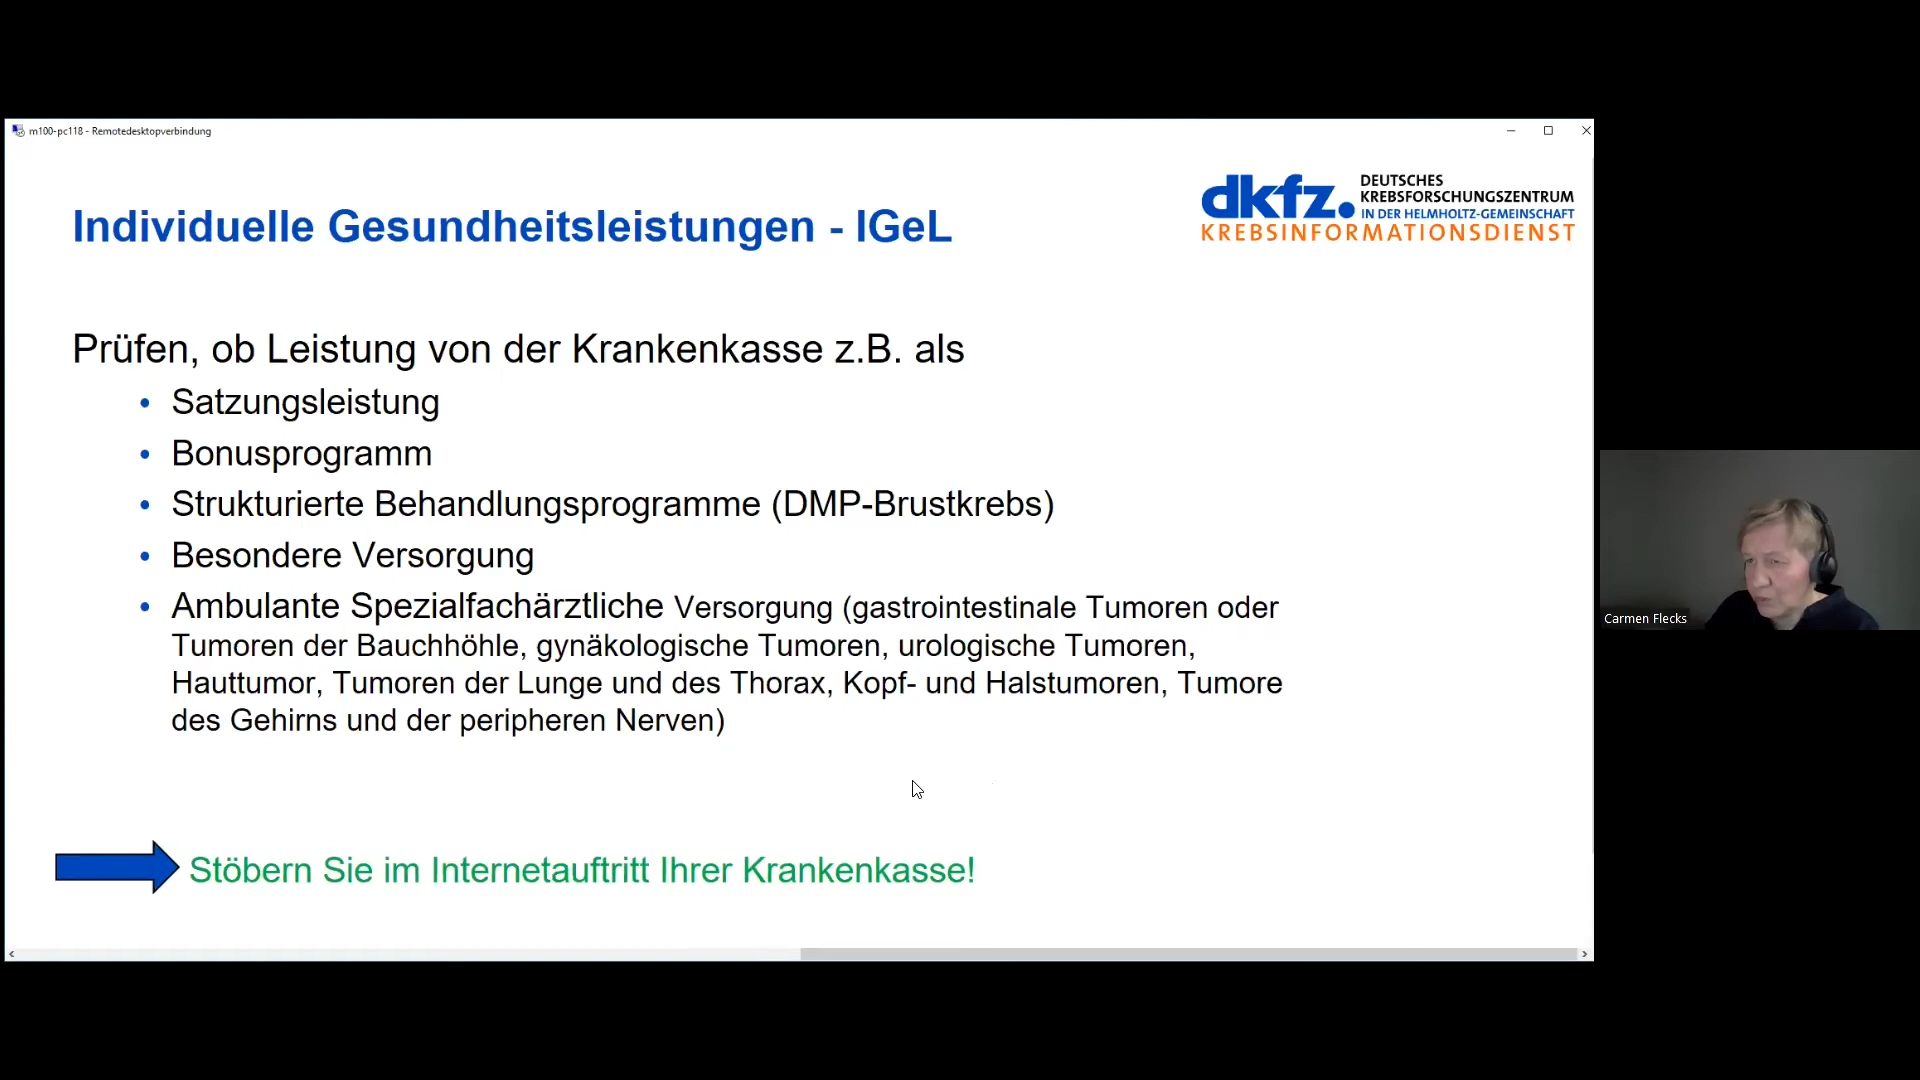 m100-pc118 - Remotedesktopverbindung
dkfz. DEUTSCHES
KREBSFORSCHUNGSZENTRUM
IN DER HELMHOLTZ-GEMEINSCHAFT
KREBSINFORMATIONSDIENST
Individuelle Gesundheitsleistungen - IGeL
Prüfen, ob Leistung von der Krankenkasse z.B. als
• Satzungsleistung
• Bonusprogramm
• Strukturierte Behandlungsprogramme (DMP-Brustkrebs)
• Besondere Versorgung
• Ambulante Spezialfachärztliche Versorgung (gastrointestinale Tumoren oder
Tumoren der Bauchhöhle, gynäkologische Tumoren, urologische Tumoren,
Hauttumor, Tumoren der Lunge und des Thorax, Kopf- und Halstumoren, Tumore
des Gehirns und der peripheren Nerven)
Stöbern Sie im Internetauftritt Ihrer Krankenkasse!
Carmen Flecks